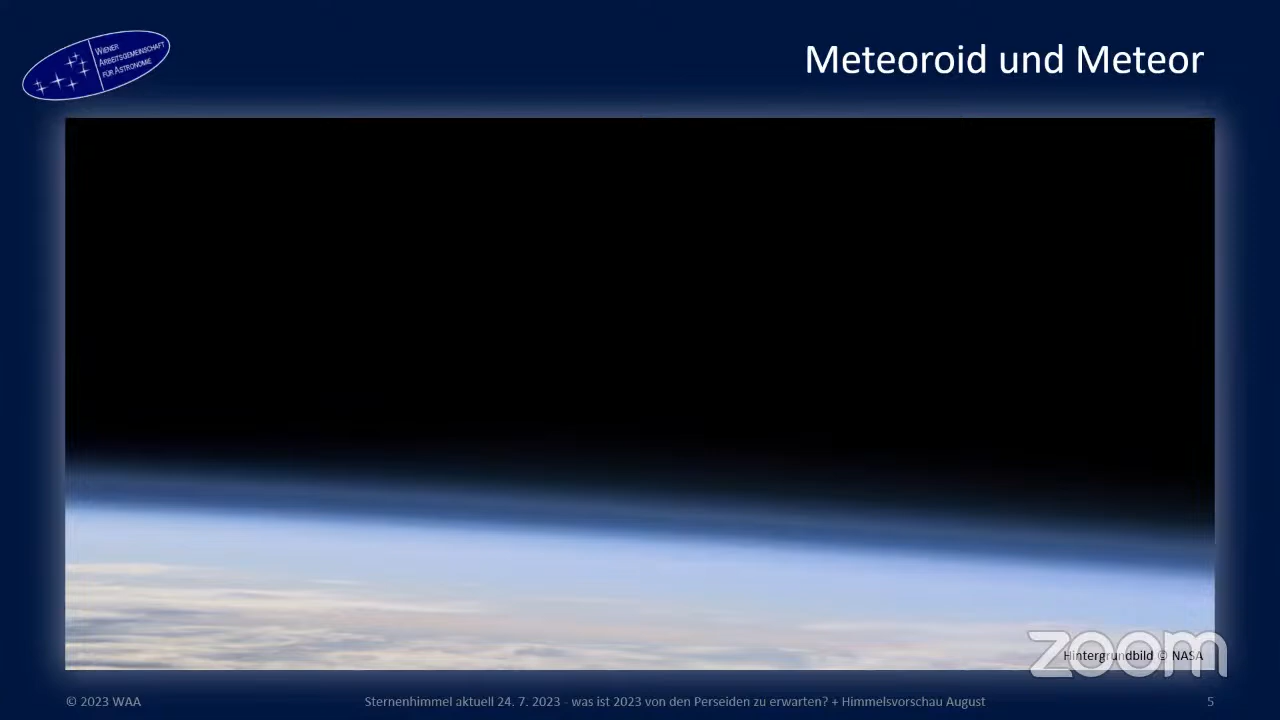 WIENER
ARBEITSGEMEINSCHAFT
FÜR ASTRONOMIE
Meteoroid und Meteor
zoom
Hintergrundbild © NASA
© 2023 WAA
Sternenhimmel aktuell 24. 7. 2023 - was ist 2023 von den Perseiden zu erwarten? + Himmelsvorschau August
5